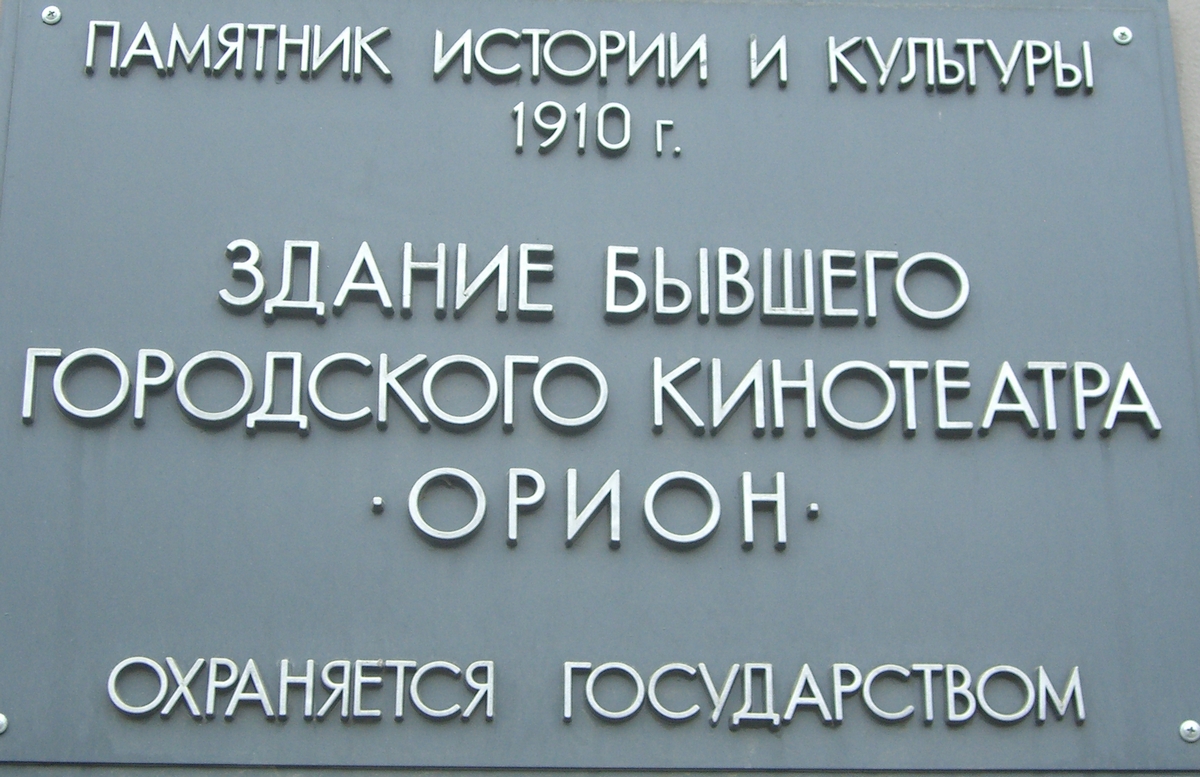 ПАМЯТНИК ИСТОРИИ И КУЛЬТУРЫ
1910 г.
ЗДАНИЕ БЫВШЕГО
ГОРОДСКОГО КИНОТЕАТРА
·ОРИОН·
ОХРАНЯЕТСЯ ГОСУДАРСТВОМ